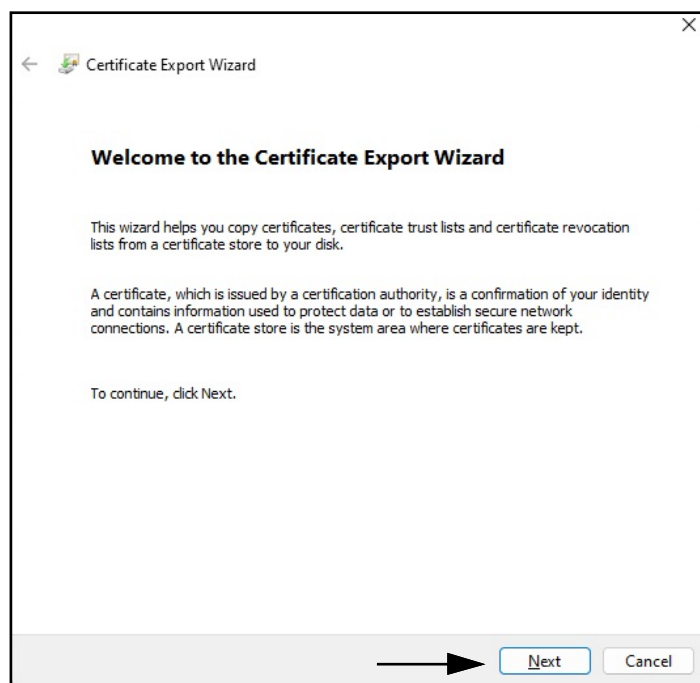 Certificate Export Wizard
Welcome to the Certificate Export Wizard
This wizard helps you copy certificates, certificate trust lists and certificate revocation
lists from a certificate store to your disk.
A certificate, which is issued by a certification authority, is a confirmation of your identity
and contains information used to protect data or to establish secure network
connections. A certificate store is the system area where certificates are kept.
To continue, click Next.
Next
Cancel